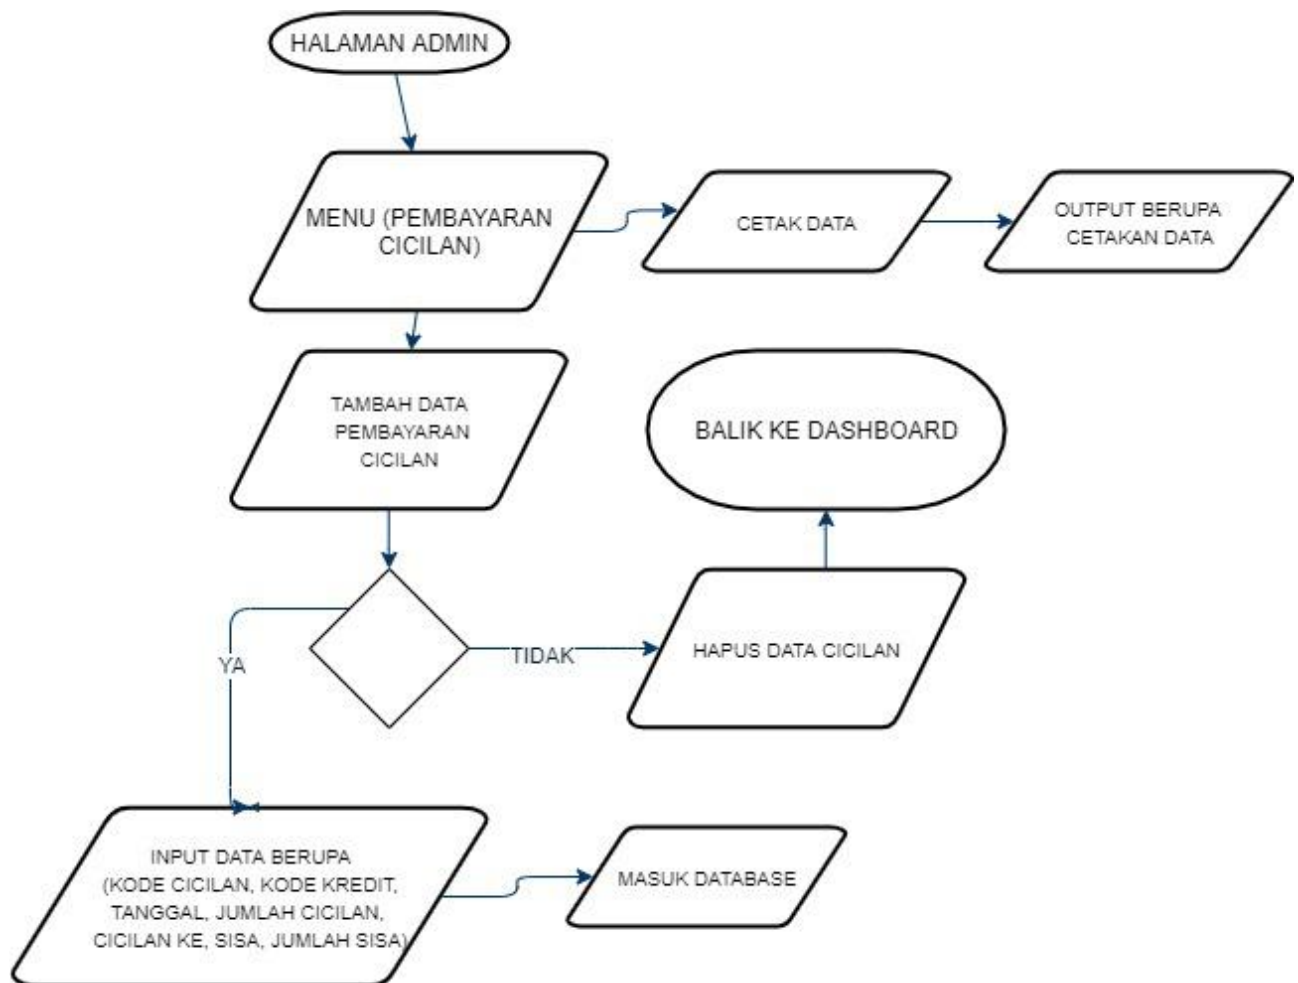 HALAMAN ADMIN
MENU (PEMBAYARAN
CICILAN)
CETAK DATA
OUTPUT BERUPA
CETAKAN DATA
TAMBAH DATA
PEMBAYARAN
CICILAN
BALIK KE DASHBOARD
YA
TIDAK
HAPUS DATA CICILAN
INPUT DATA BERUPA
(KODE CICILAN, KODE KREDIT,
TANGGAL, JUMLAH CICILAN,
CICILAN KE, SISA, JUMLAH SISA)
MASUK DATABASE